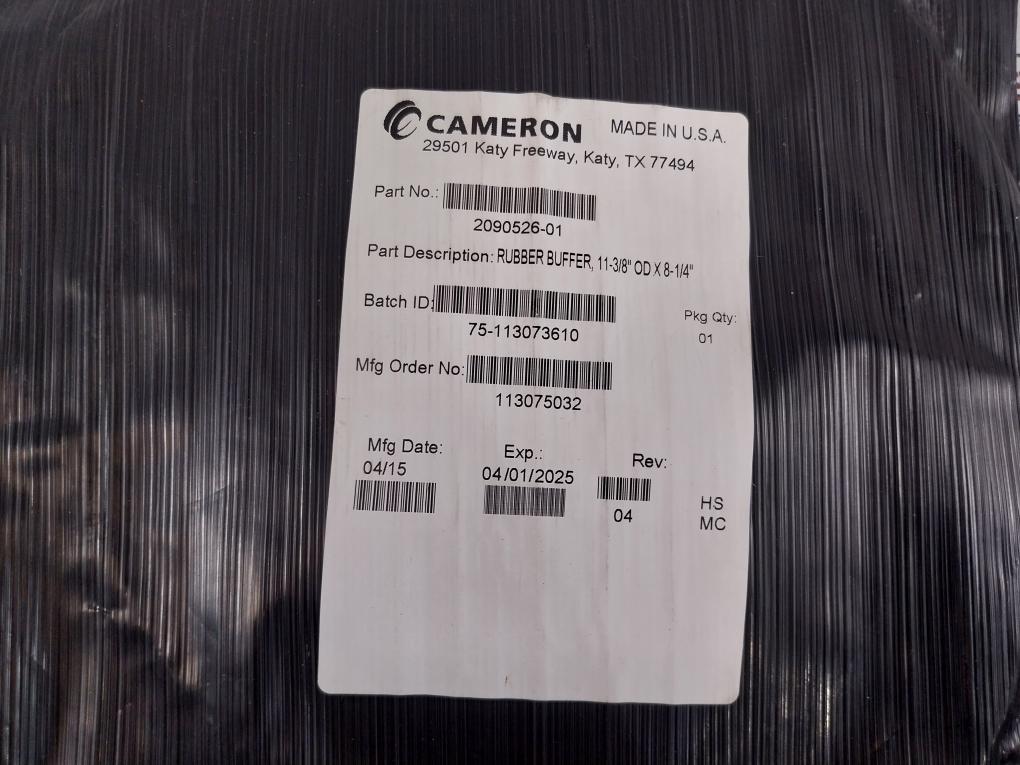 CAMERON MADE IN U.S.A.
29501 Katy Freeway, Katy, TX 77494
Part No.:
2090526-01
Part Description: RUBBER BUFFER, 11-3/8" OD X 8-1/4"
Batch ID:
75-113073610
Pkg Qty:
01
Mfg Order No:
113075032
Mfg Date:
04/15
Exp.:
04/01/2025
Rev:
04
HS
MC